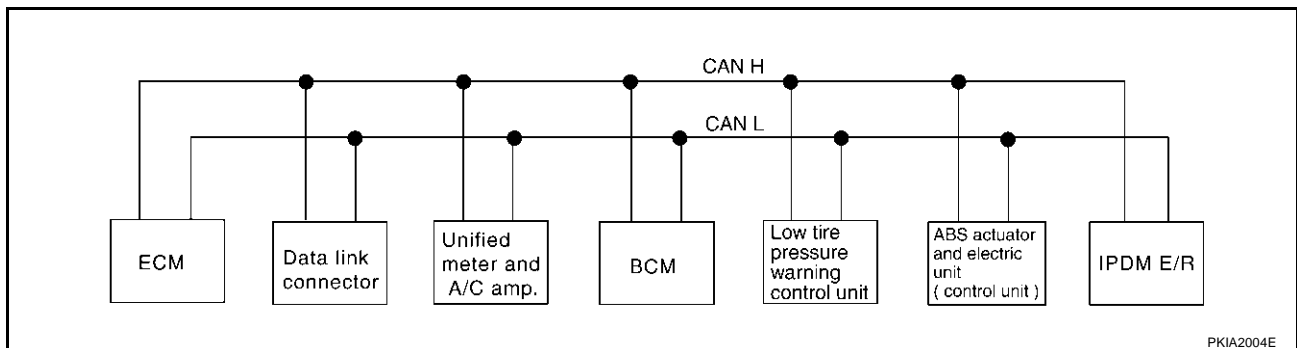 CAN H
CAN L
ECM
Data link
connector
Unified
meter and
A/C amp.
BCM
Low tire
pressure
warning
control unit
ABS actuator
and electric
unit
( control unit )
IPDM E/R
PKIA2004E